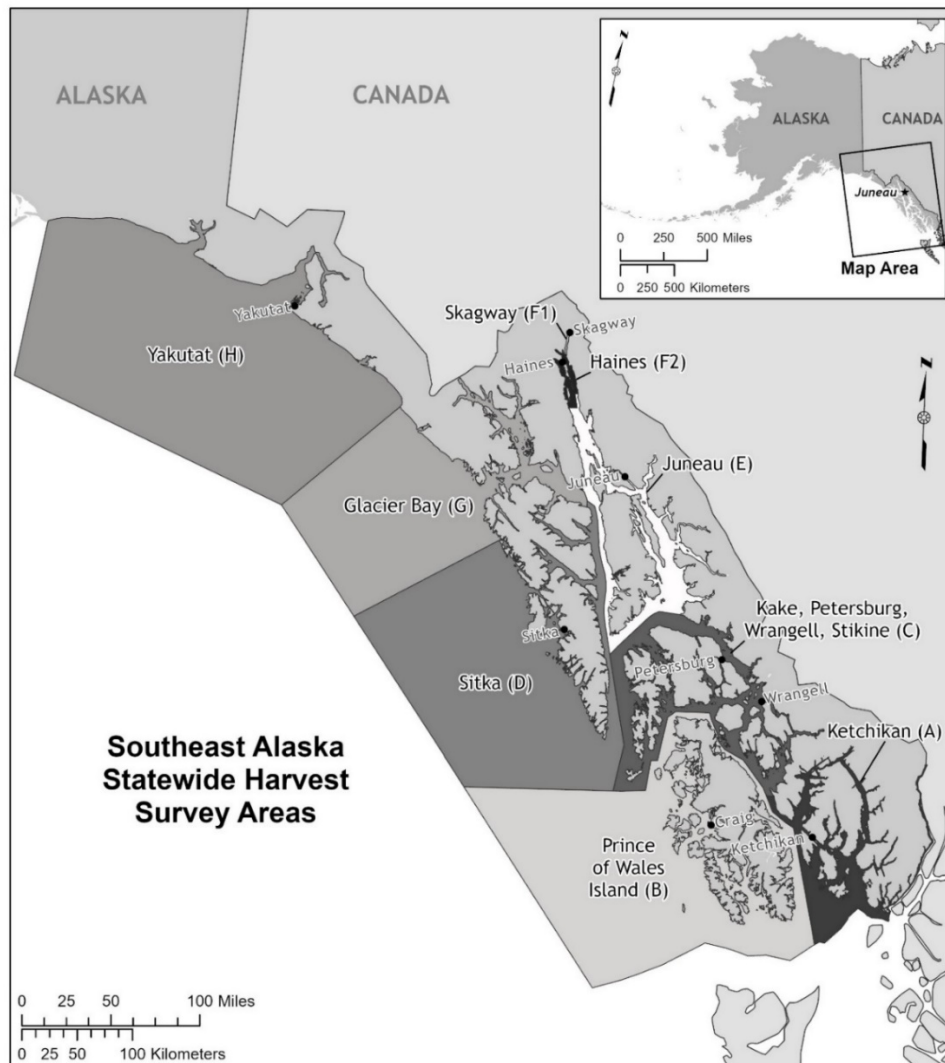 ALASKA
CANADA
N
ALASKA
CANADA
Juneau
0 250 500 Miles
0 250 500 Kilometers
Map Area
Yakutat
Yakutat (H)
Skagway (F1)
Skagway
Haines
Haines (F2)
N
Juneau
Juneau (E)
Glacier Bay (G)
Kake, Petersburg,
Wrangell, Stikine (C)
Sitka
Petersburg
Sitka (D)
Wrangell
Ketchikan (A)
Southeast Alaska
Statewide Harvest
Survey Areas
Craig
Ketchikan
Prince
of Wales
Island (B)
0 25 50 100 Miles
0 25 50 100 Kilometers